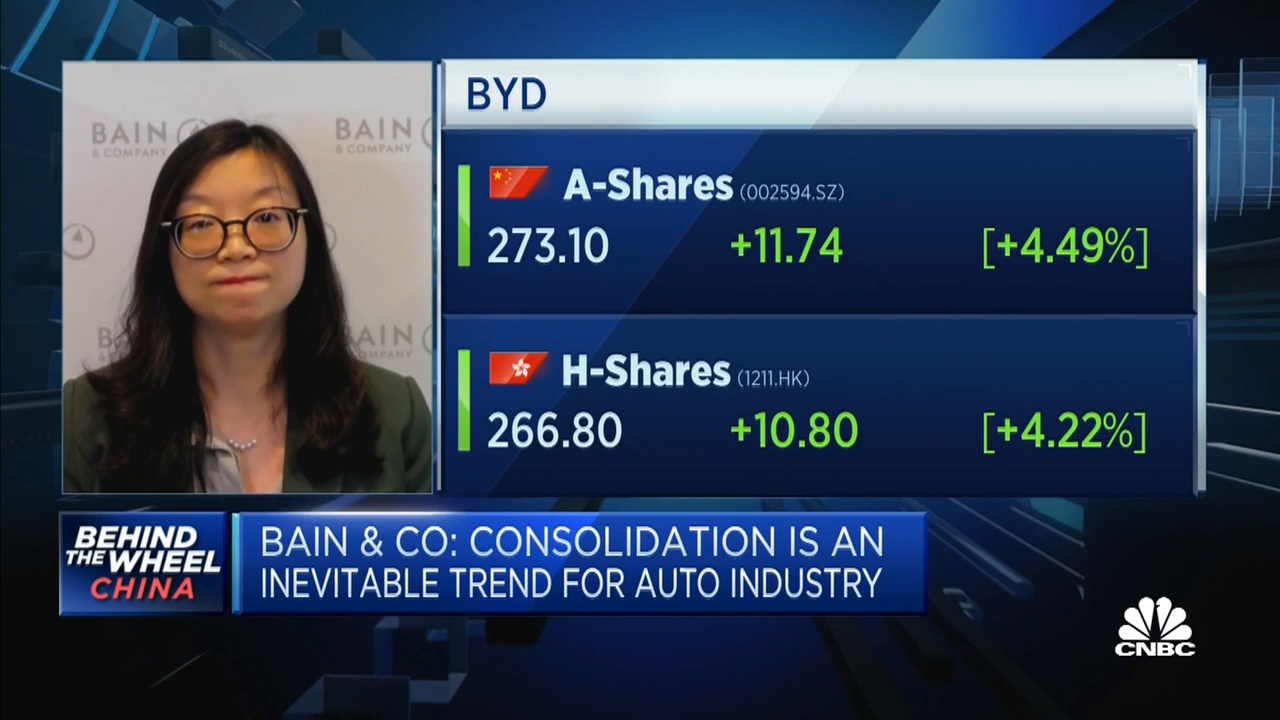 BAIN
& COMPANY
BAIN
& COMPANY
BAIN
& CO
AIN
COMPANY
BYD
A-Shares (002594.SZ)
273.10 +11.74 [+4.49%]
H-Shares (1211.HK)
266.80 +10.80 [+4.22%]
BEHIND
THE WHEEL
CHINA
BAIN & CO: CONSOLIDATION IS AN
INEVITABLE TREND FOR AUTO INDUSTRY
CNBC